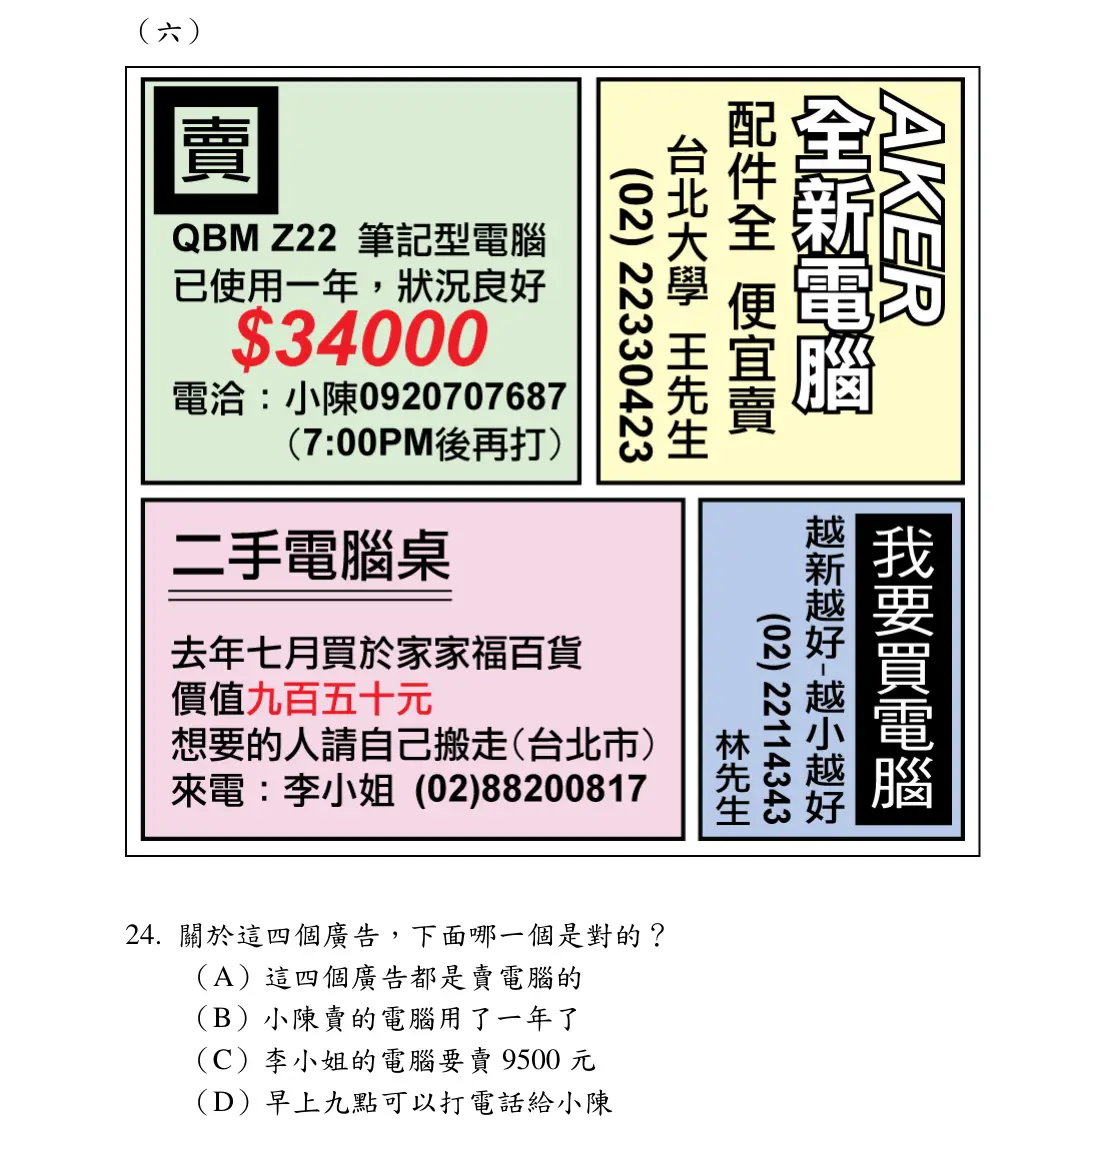 （六）
賣
QBM Z22 筆記型電腦
已使用一年，狀況良好
$34000
電洽：小陳0920707687
（7:00PM後再打）
AKER
全新電腦
配件全 便宜賣
台北大學 王先生
(02) 22330423
二手電腦桌
去年七月買於家家福百貨
價值九百五十元
想要的人請自己搬走（台北市）
來電：李小姐 (02)88200817
我要買電腦
越新越好-越小越好
(02) 22114343
林先生
24. 關於這四個廣告，下面哪一個是對的？
（A）這四個廣告都是賣電腦的
（B）小陳賣的電腦用了一年了
（C）李小姐的電腦要賣 9500 元
（D）早上九點可以打電話給小陳